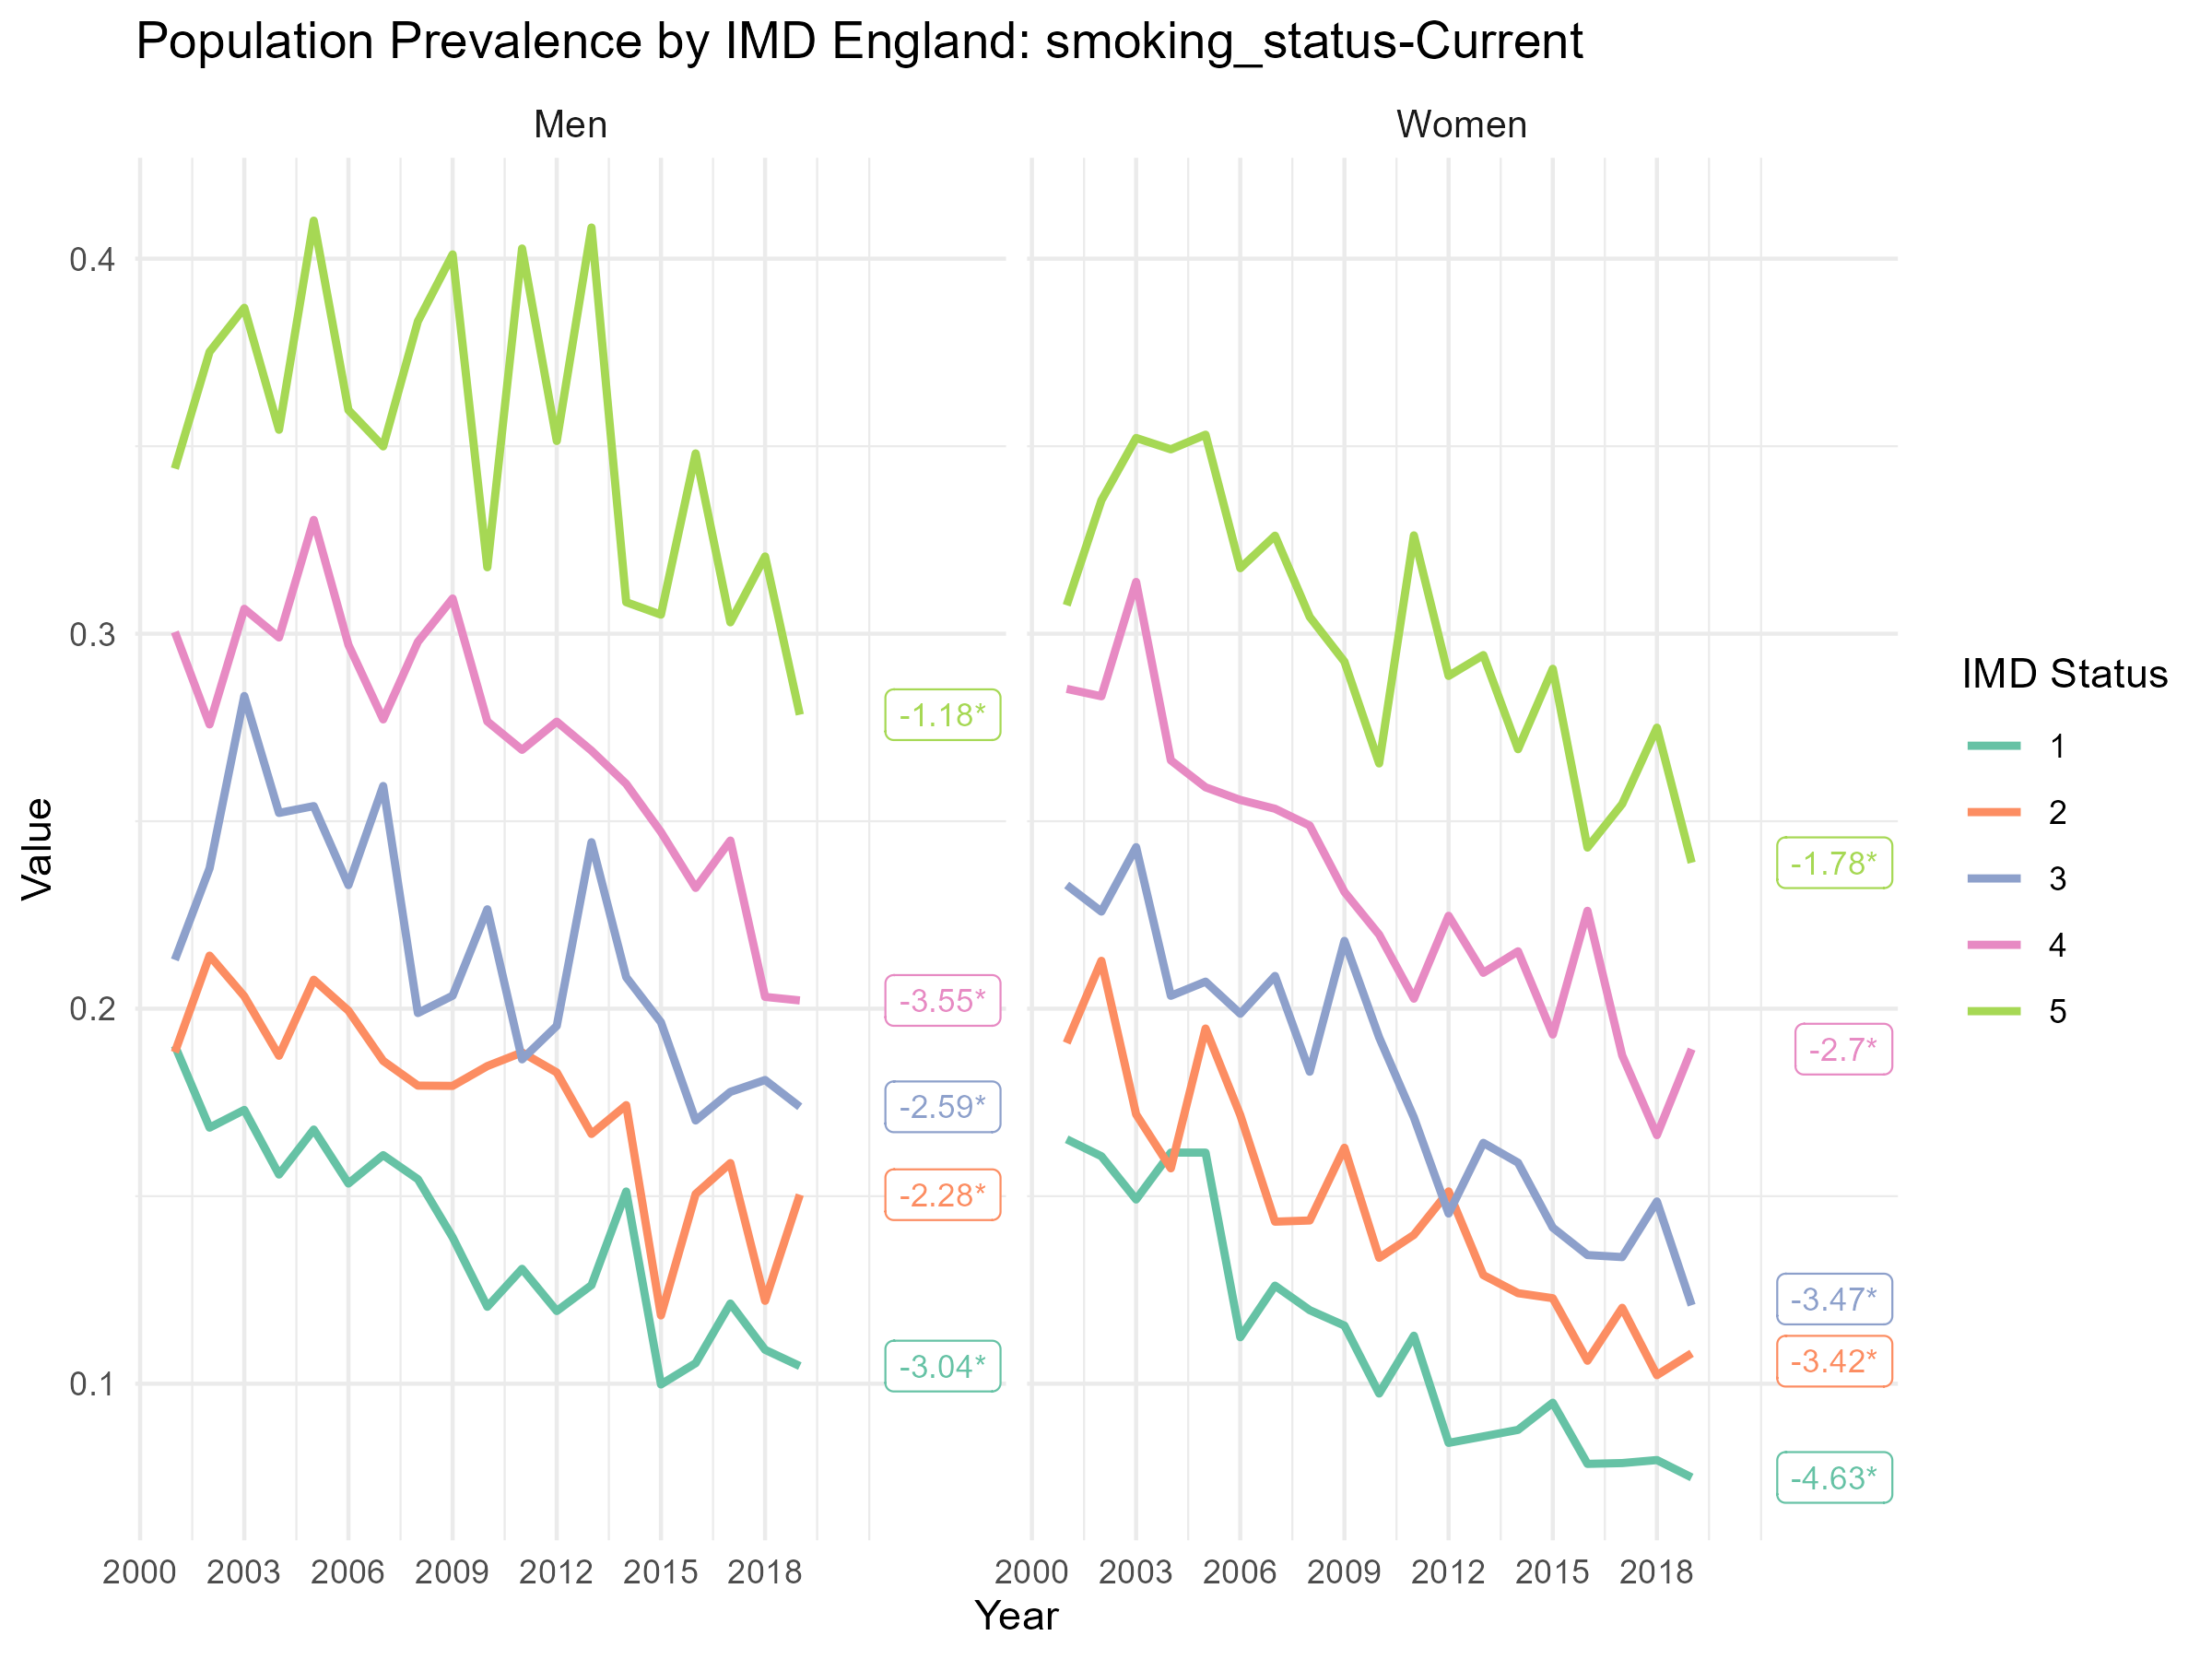 Population Prevalence by IMD England: smoking_status-Current
Men
Women
0.4
0.3
0.2
0.1
Value
-1.18*
-3.55*
-2.59*
-2.28*
-3.04*
-1.78*
-2.7*
-3.47*
-3.42*
-4.63*
2000 2003 2006 2009 2012 2015 2018
2000 2003 2006 2009 2012 2015 2018
Year
IMD Status
1
2
3
4
5